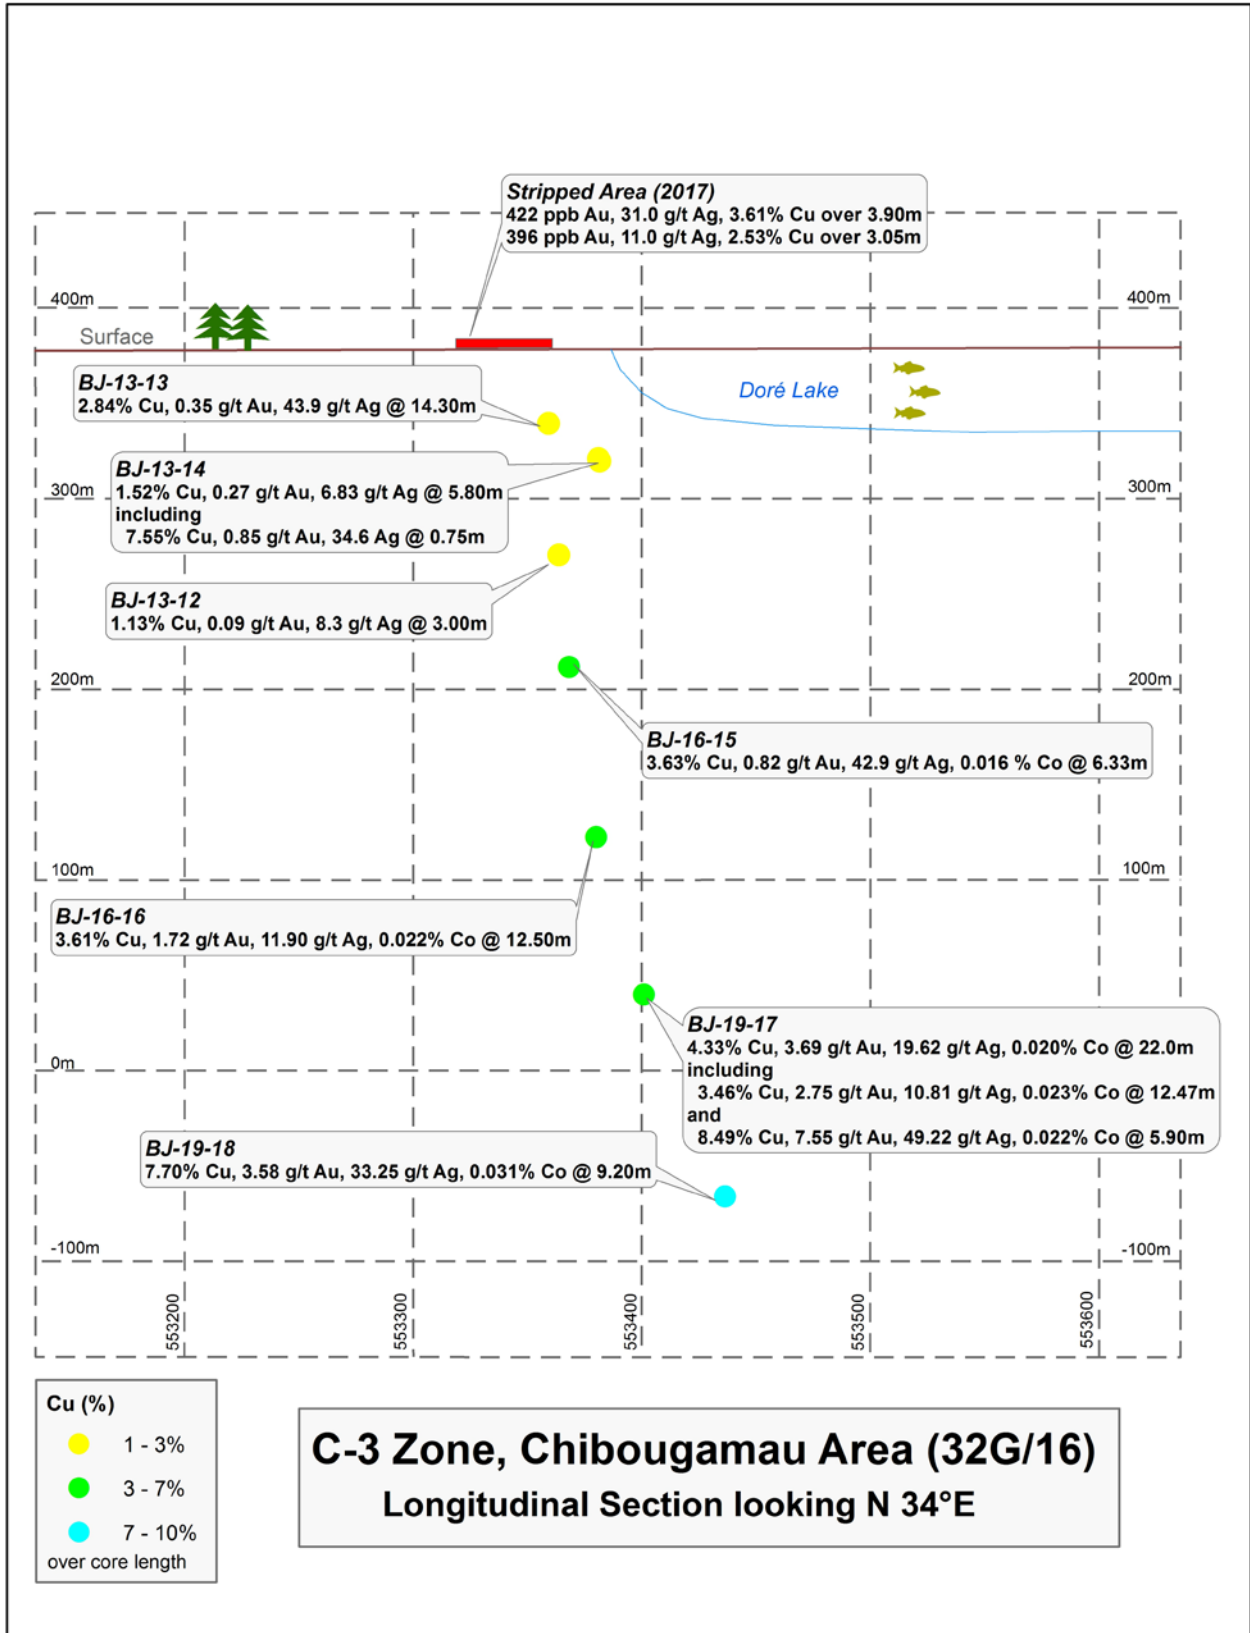 Stripped Area (2017)
422 ppb Au, 31.0 g/t Ag, 3.61% Cu over 3.90m
396 ppb Au, 11.0 g/t Ag, 2.53% Cu over 3.05m
400m
400m
Surface
BJ-13-13
2.84% Cu, 0.35 g/t Au, 43.9 g/t Ag @ 14.30m
Doré Lake
BJ-13-14
1.52% Cu, 0.27 g/t Au, 6.83 g/t Ag @ 5.80m
including
7.55% Cu, 0.85 g/t Au, 34.6 Ag @ 0.75m
300m
300m
BJ-13-12
1.13% Cu, 0.09 g/t Au, 8.3 g/t Ag @ 3.00m
200m
200m
BJ-16-15
3.63% Cu, 0.82 g/t Au, 42.9 g/t Ag, 0.016 % Co @ 6.33m
100m
100m
BJ-16-16
3.61% Cu, 1.72 g/t Au, 11.90 g/t Ag, 0.022% Co @ 12.50m
BJ-19-17
4.33% Cu, 3.69 g/t Au, 19.62 g/t Ag, 0.020% Co @ 22.0m
including
3.46% Cu, 2.75 g/t Au, 10.81 g/t Ag, 0.023% Co @ 12.47m
and
8.49% Cu, 7.55 g/t Au, 49.22 g/t Ag, 0.022% Co @ 5.90m
0m
0m
BJ-19-18
7.70% Cu, 3.58 g/t Au, 33.25 g/t Ag, 0.031% Co @ 9.20m
-100m
-100m
553200
553300
553400
553500
553600
Cu (%)
1 - 3%
3 - 7%
7 - 10%
over core length
C-3 Zone, Chibougamau Area (32G/16)
Longitudinal Section looking N 34°E